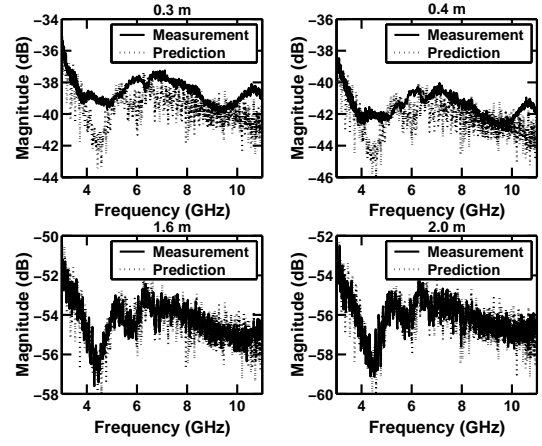 0.3 m
−34
−36
−38
−40
−42
−44
−46
Magnitude (dB)
Measurement
Prediction
4 6 8 10
Frequency (GHz)
0.4 m
−36
−38
−40
−42
−44
−46
Magnitude (dB)
Measurement
Prediction
4 6 8 10
Frequency (GHz)
1.6 m
−50
−52
−54
−56
−58
Magnitude (dB)
Measurement
Prediction
4 6 8 10
Frequency (GHz)
2.0 m
−52
−54
−56
−58
−60
Magnitude (dB)
Measurement
Prediction
4 6 8 10
Frequency (GHz)